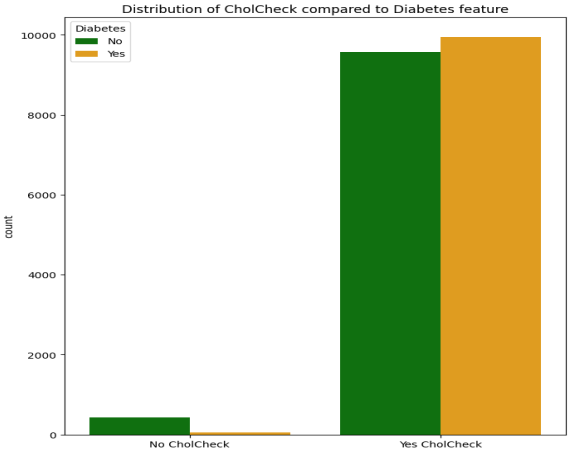 Distribution of CholCheck compared to Diabetes feature
Diabetes
No
Yes
10000
8000
6000
4000
2000
0
count
No CholCheck
Yes CholCheck